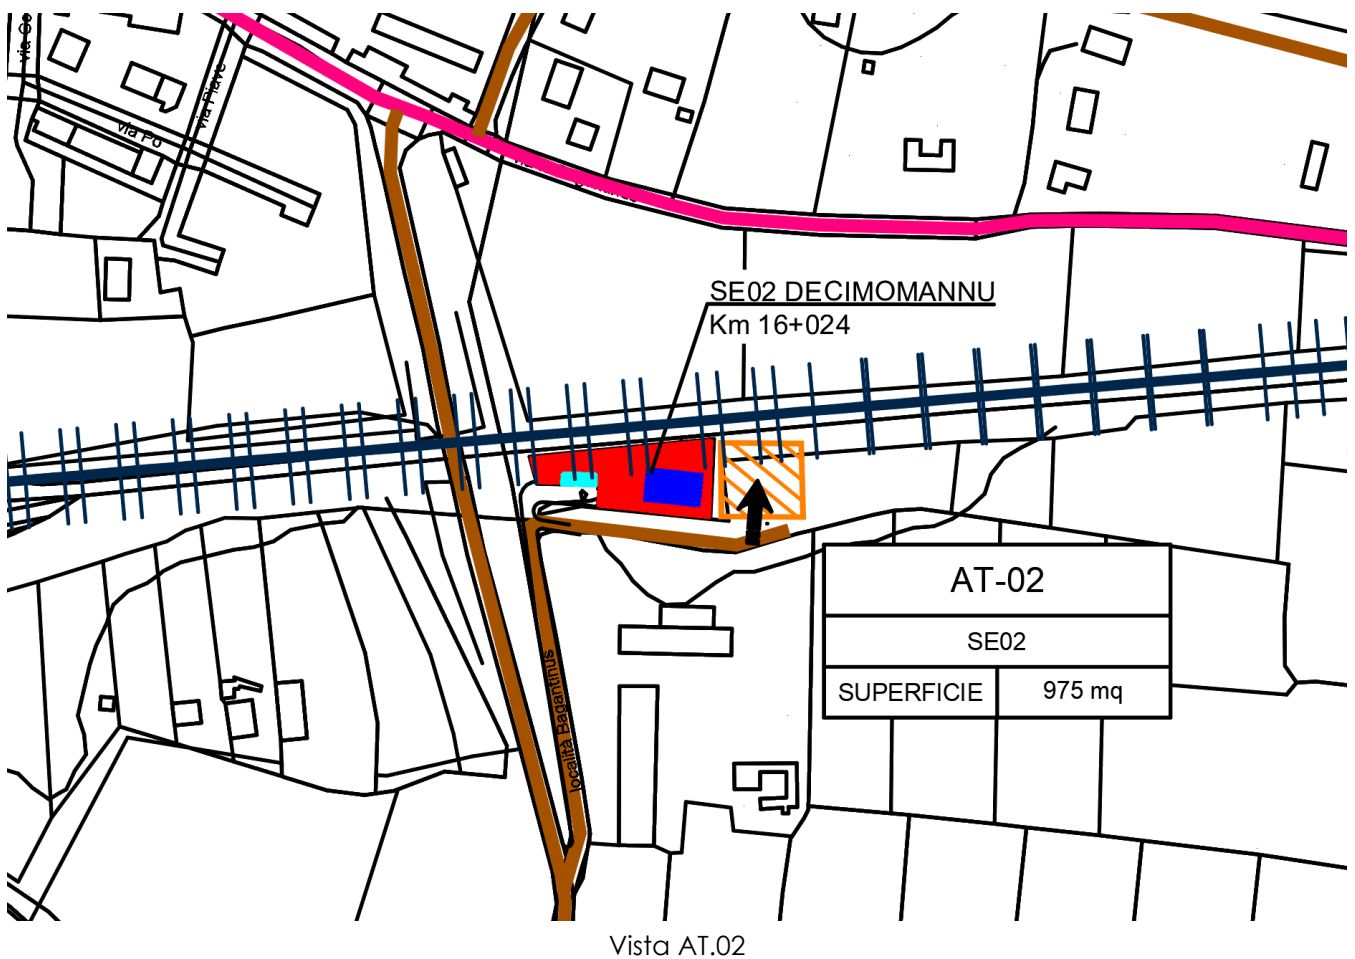 via Piave
via Po
SE02 DECIMOMANNU
Km 16+024
AT-02
SE02
SUPERFICIE 975 mq
località Bagantinus
Vista AT.02